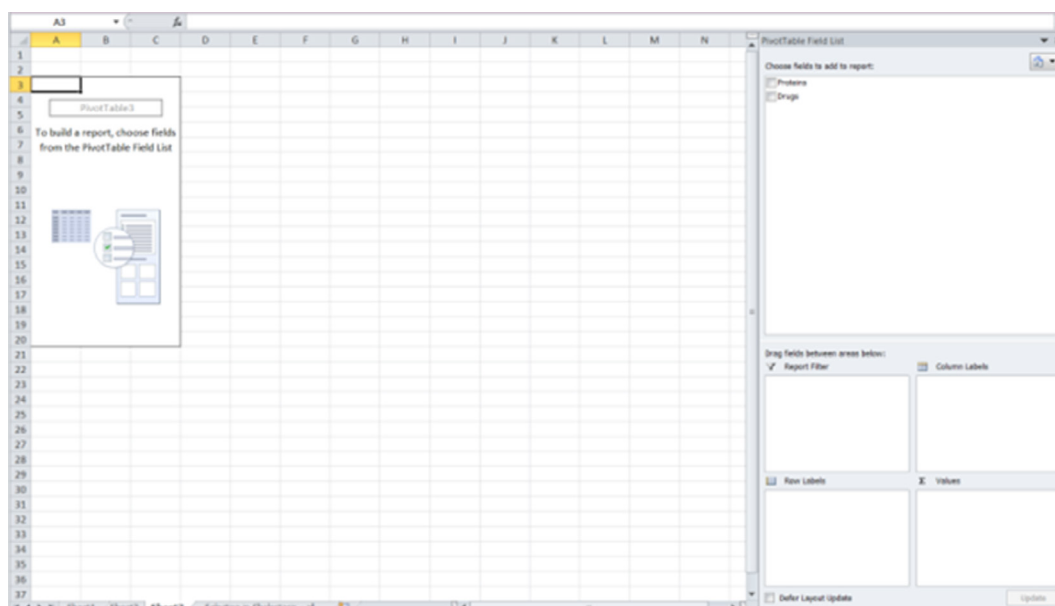 A3
fx
A B C D E F G H I J K L M N
PivotTable Field List
1
2
Choose fields to add to report:
3
Proteins
4
Drugs
PivotTable3
5
6
To build a report, choose fields
7
from the PivotTable Field List
8
9
10
11
12
13
14
15
16
17
18
19
20
21
Drag fields between areas below:
22
Report Filter
Column Labels
23
24
25
26
27
28
29
30
Row Labels
Σ Values
31
32
33
34
35
36
37
Defer Layout Update
Update